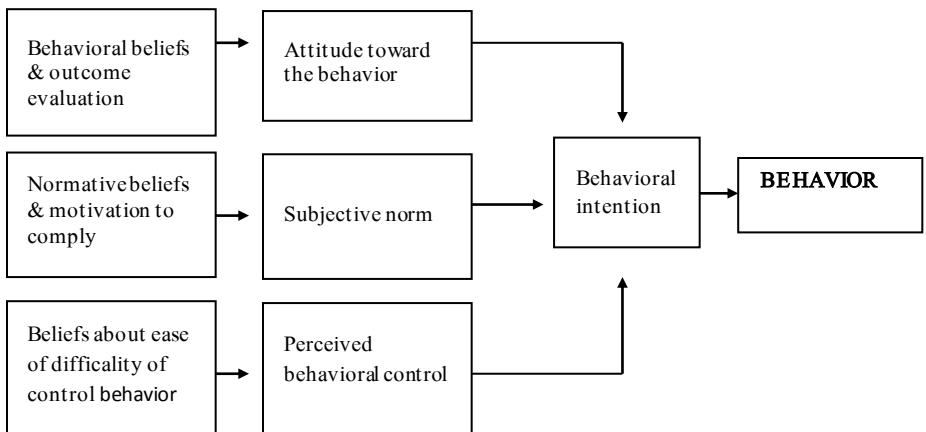 Behavioral beliefs
& outcome
evaluation
Attitude toward
the behavior
Normative beliefs
& motivation to
comply
Subjective norm
Behavioral
intention
BEHAVIOR
Beliefs about ease
of difficality of
control behavior
Perceived
behavioral control